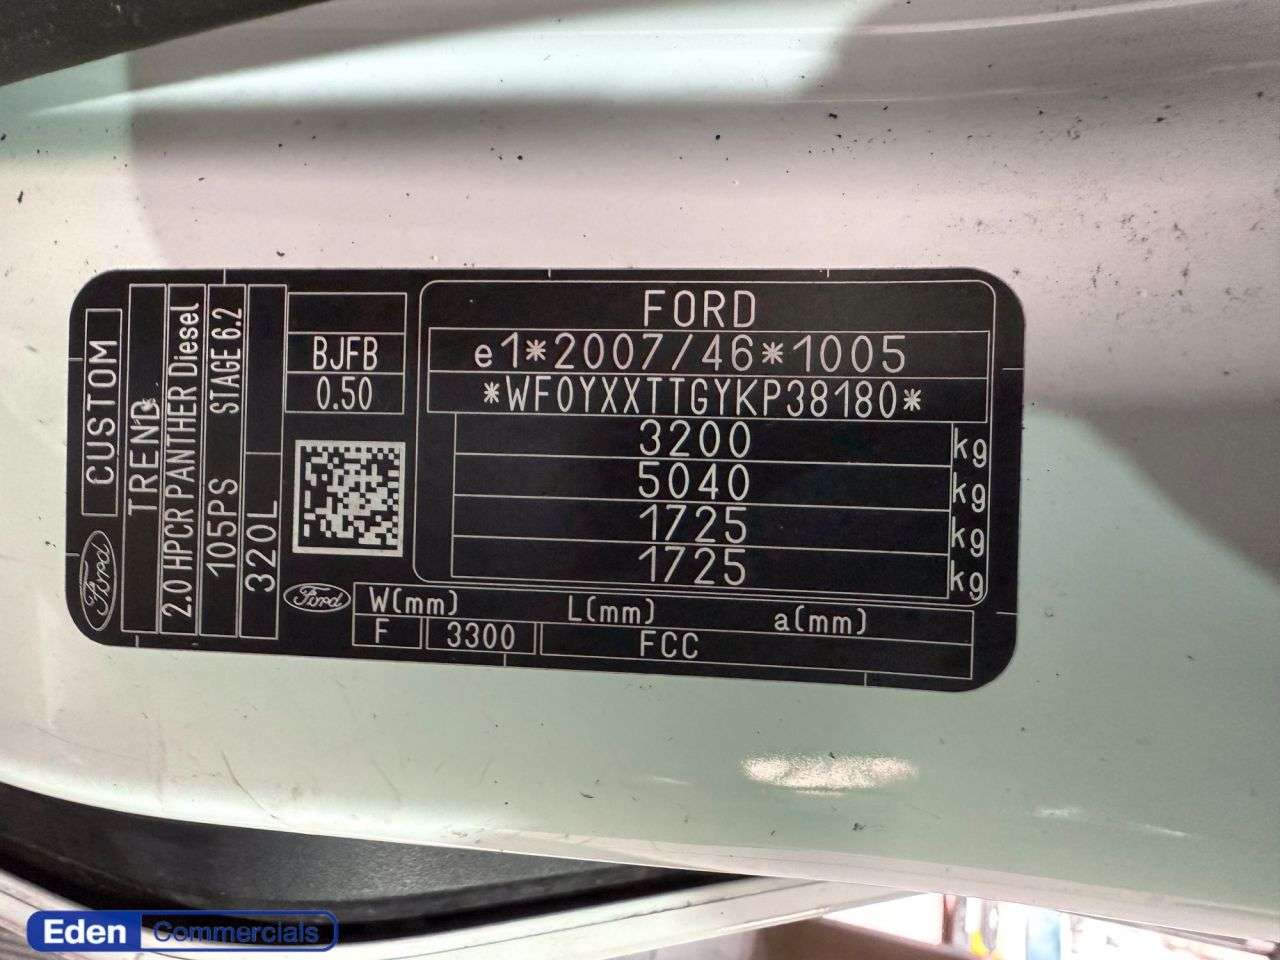 CUSTOM
TREND
2.0 HPCR PANTHER Diesel
105PS STAGE 6.2
320L
Ford
BJFB
0.50
Ford
FORD
e1*2007/46*1005
*WF0YXXTTGYKP38180*
3200 kg
5040 kg
1725 kg
1725 kg
W(mm) L(mm) a(mm)
F 3300 FCC
Eden Commercials